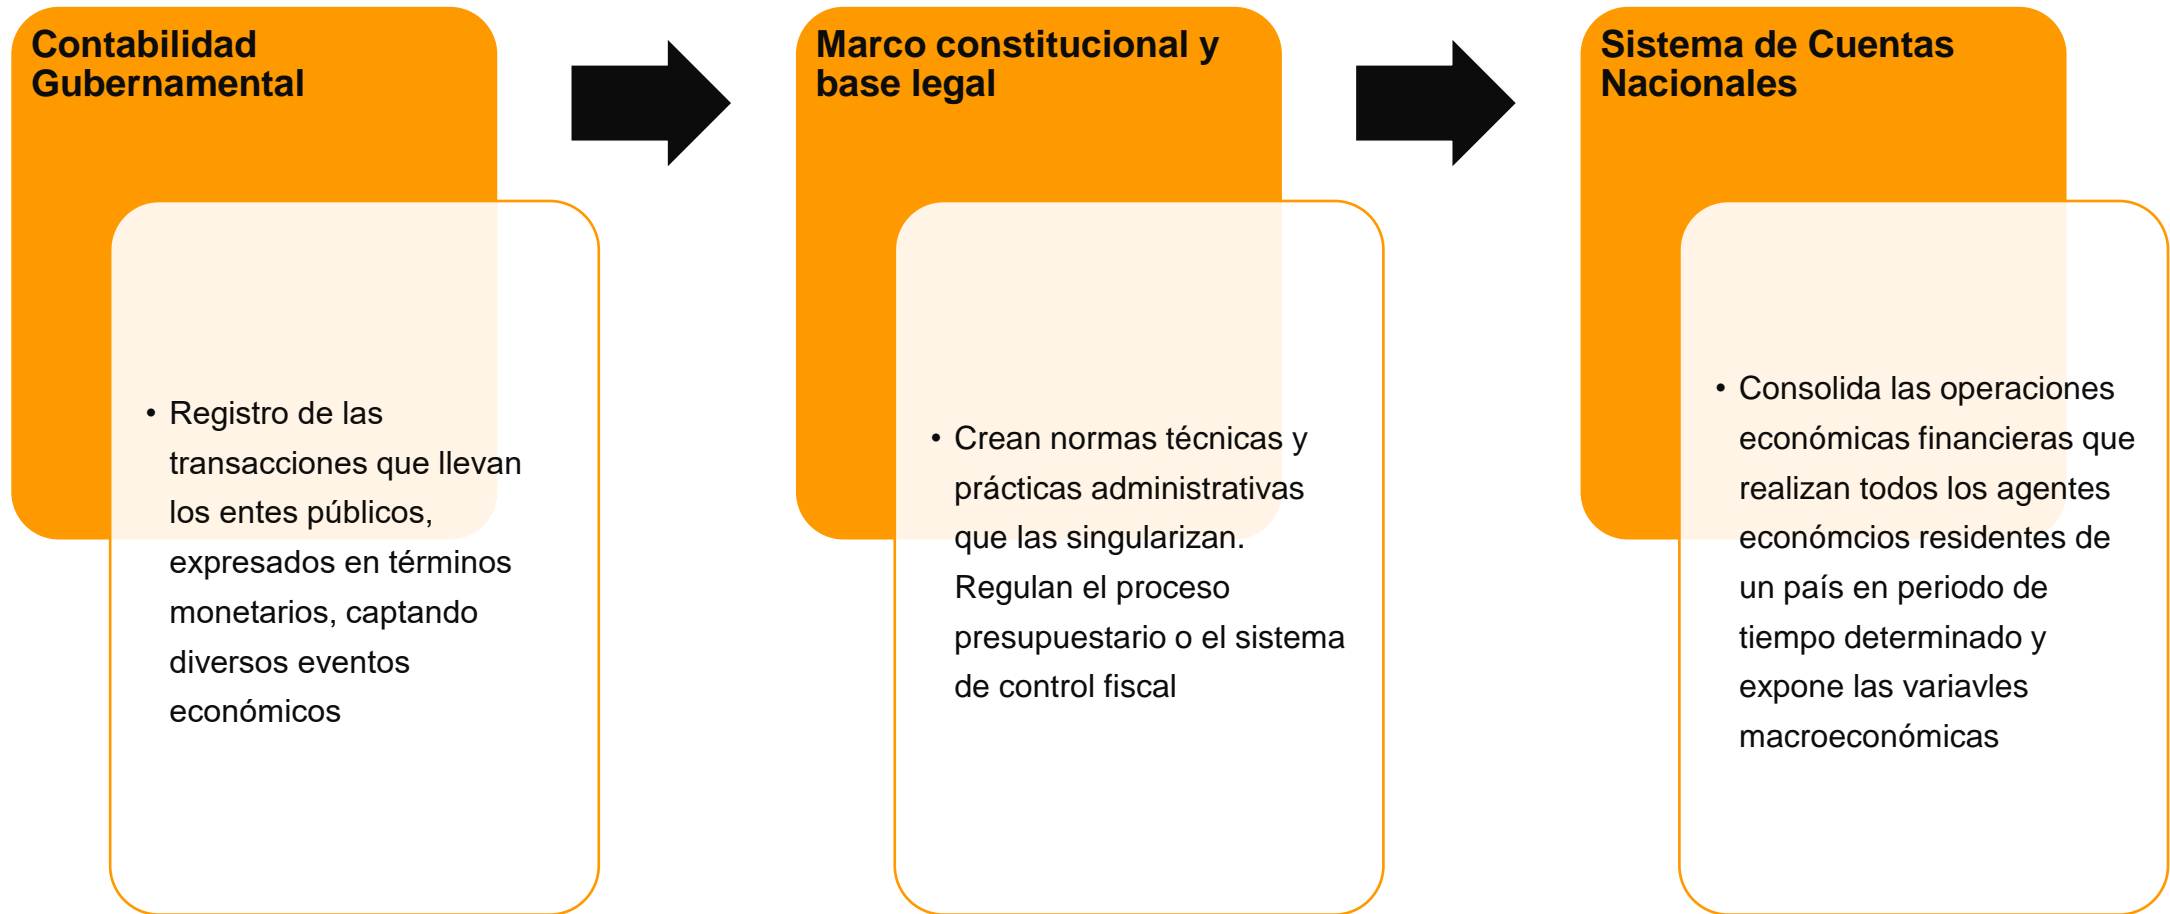 Contabilidad
Gubernamental
• Registro de las
transacciones que llevan
los entes públicos,
expresados en términos
monetarios, captando
diversos eventos
económicos
Marco constitucional y
base legal
• Crean normas técnicas y
prácticas administrativas
que las singularizan.
Regulan el proceso
presupuestario o el sistema
de control fiscal
Sistema de Cuentas
Nacionales
• Consolida las operaciones
económicas financieras que
realizan todos los agentes
económcios residentes de
un país en periodo de
tiempo determinado y
expone las variavles
macroeconómicas